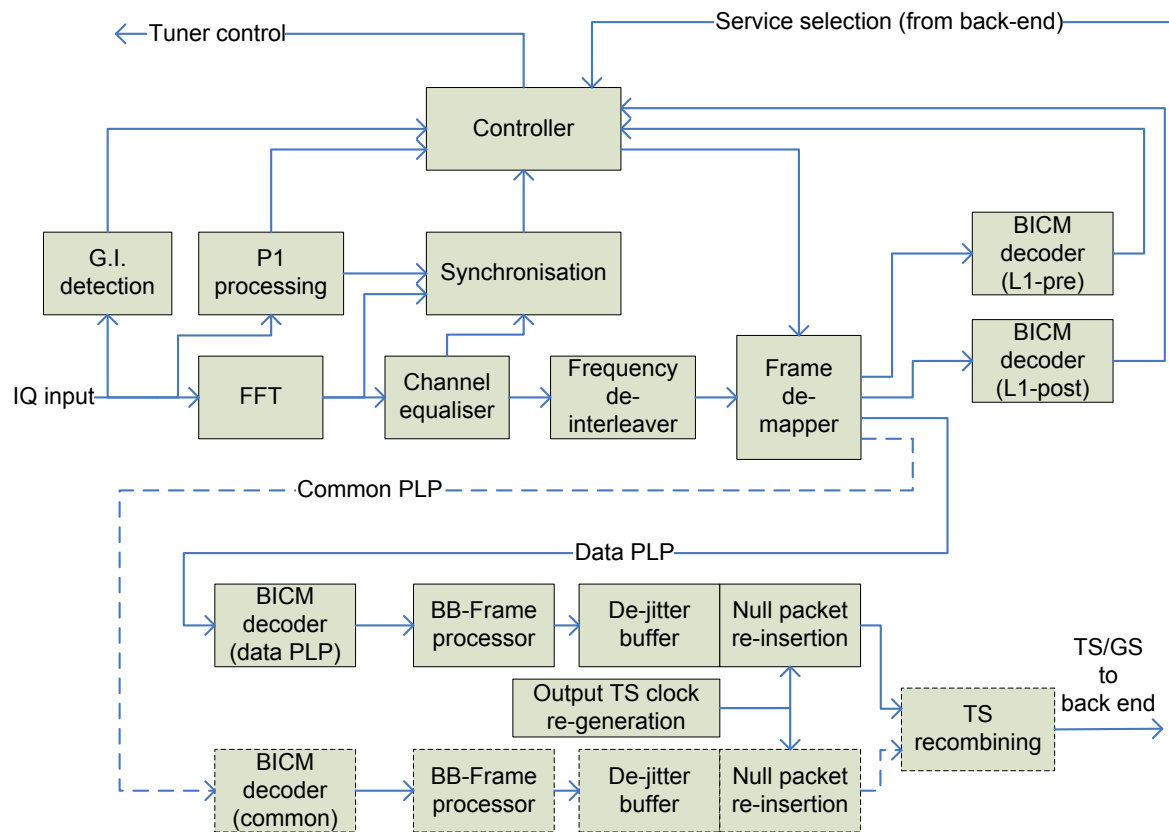 Tuner control
Service selection (from back-end)
Controller
G.I.
detection
P1
processing
Synchronisation
BICM
decoder
(L1-pre)
BICM
decoder
(L1-post)
IQ input
FFT
Channel
equaliser
Frequency
de-
interleaver
Frame
de-
mapper
Common PLP
Data PLP
BICM
decoder
(data PLP)
BB-Frame
processor
De-jitter
buffer
Null packet
re-insertion
Output TS clock
re-generation
TS/GS
to
back end
TS
recombining
BICM
decoder
(common)
BB-Frame
processor
De-jitter
buffer
Null packet
re-insertion